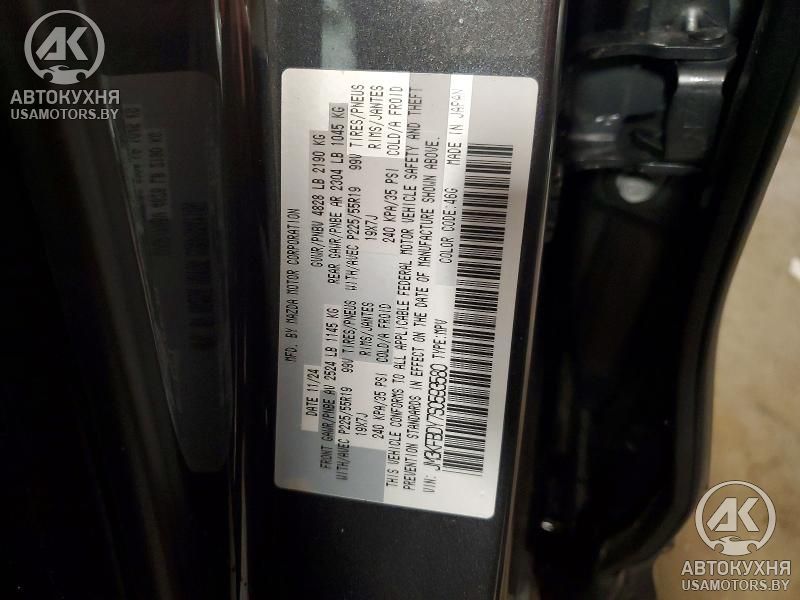 AK
АВТОКУХНЯ
USAMOTORS.BY
MFD. BY MAZDA MOTOR CORPORATION
DATE 11/24 GVWR/PNBV 4828 LB 2190 KG
FRONT GAWR/PNBE AV 2524 LB 1145 KG REAR GAWR/PNBE AR 2304 LB 1045 KG
WITH/AVEC P225/55R19 99V TIRES/PNEUS WITH/AVEC P225/55R19 99V TIRES/PNEUS
19X7J RIMS/JANTES 19X7J RIMS/JANTES
240 KPA/35 PSI COLD/A FROID 240 KPA/35 PSI COLD/A FROID
THIS VEHICLE CONFORMS TO ALL APPLICABLE FEDERAL MOTOR VEHICLE SAFETY AND THEFT
PREVENTION STANDARDS IN EFFECT ON THE DATE OF MANUFACTURE SHOWN ABOVE.
VIN: TYPE:MPV COLOR CODE:46G MADE IN JAPAN
AK
АВТОКУХНЯ
USAMOTORS.BY